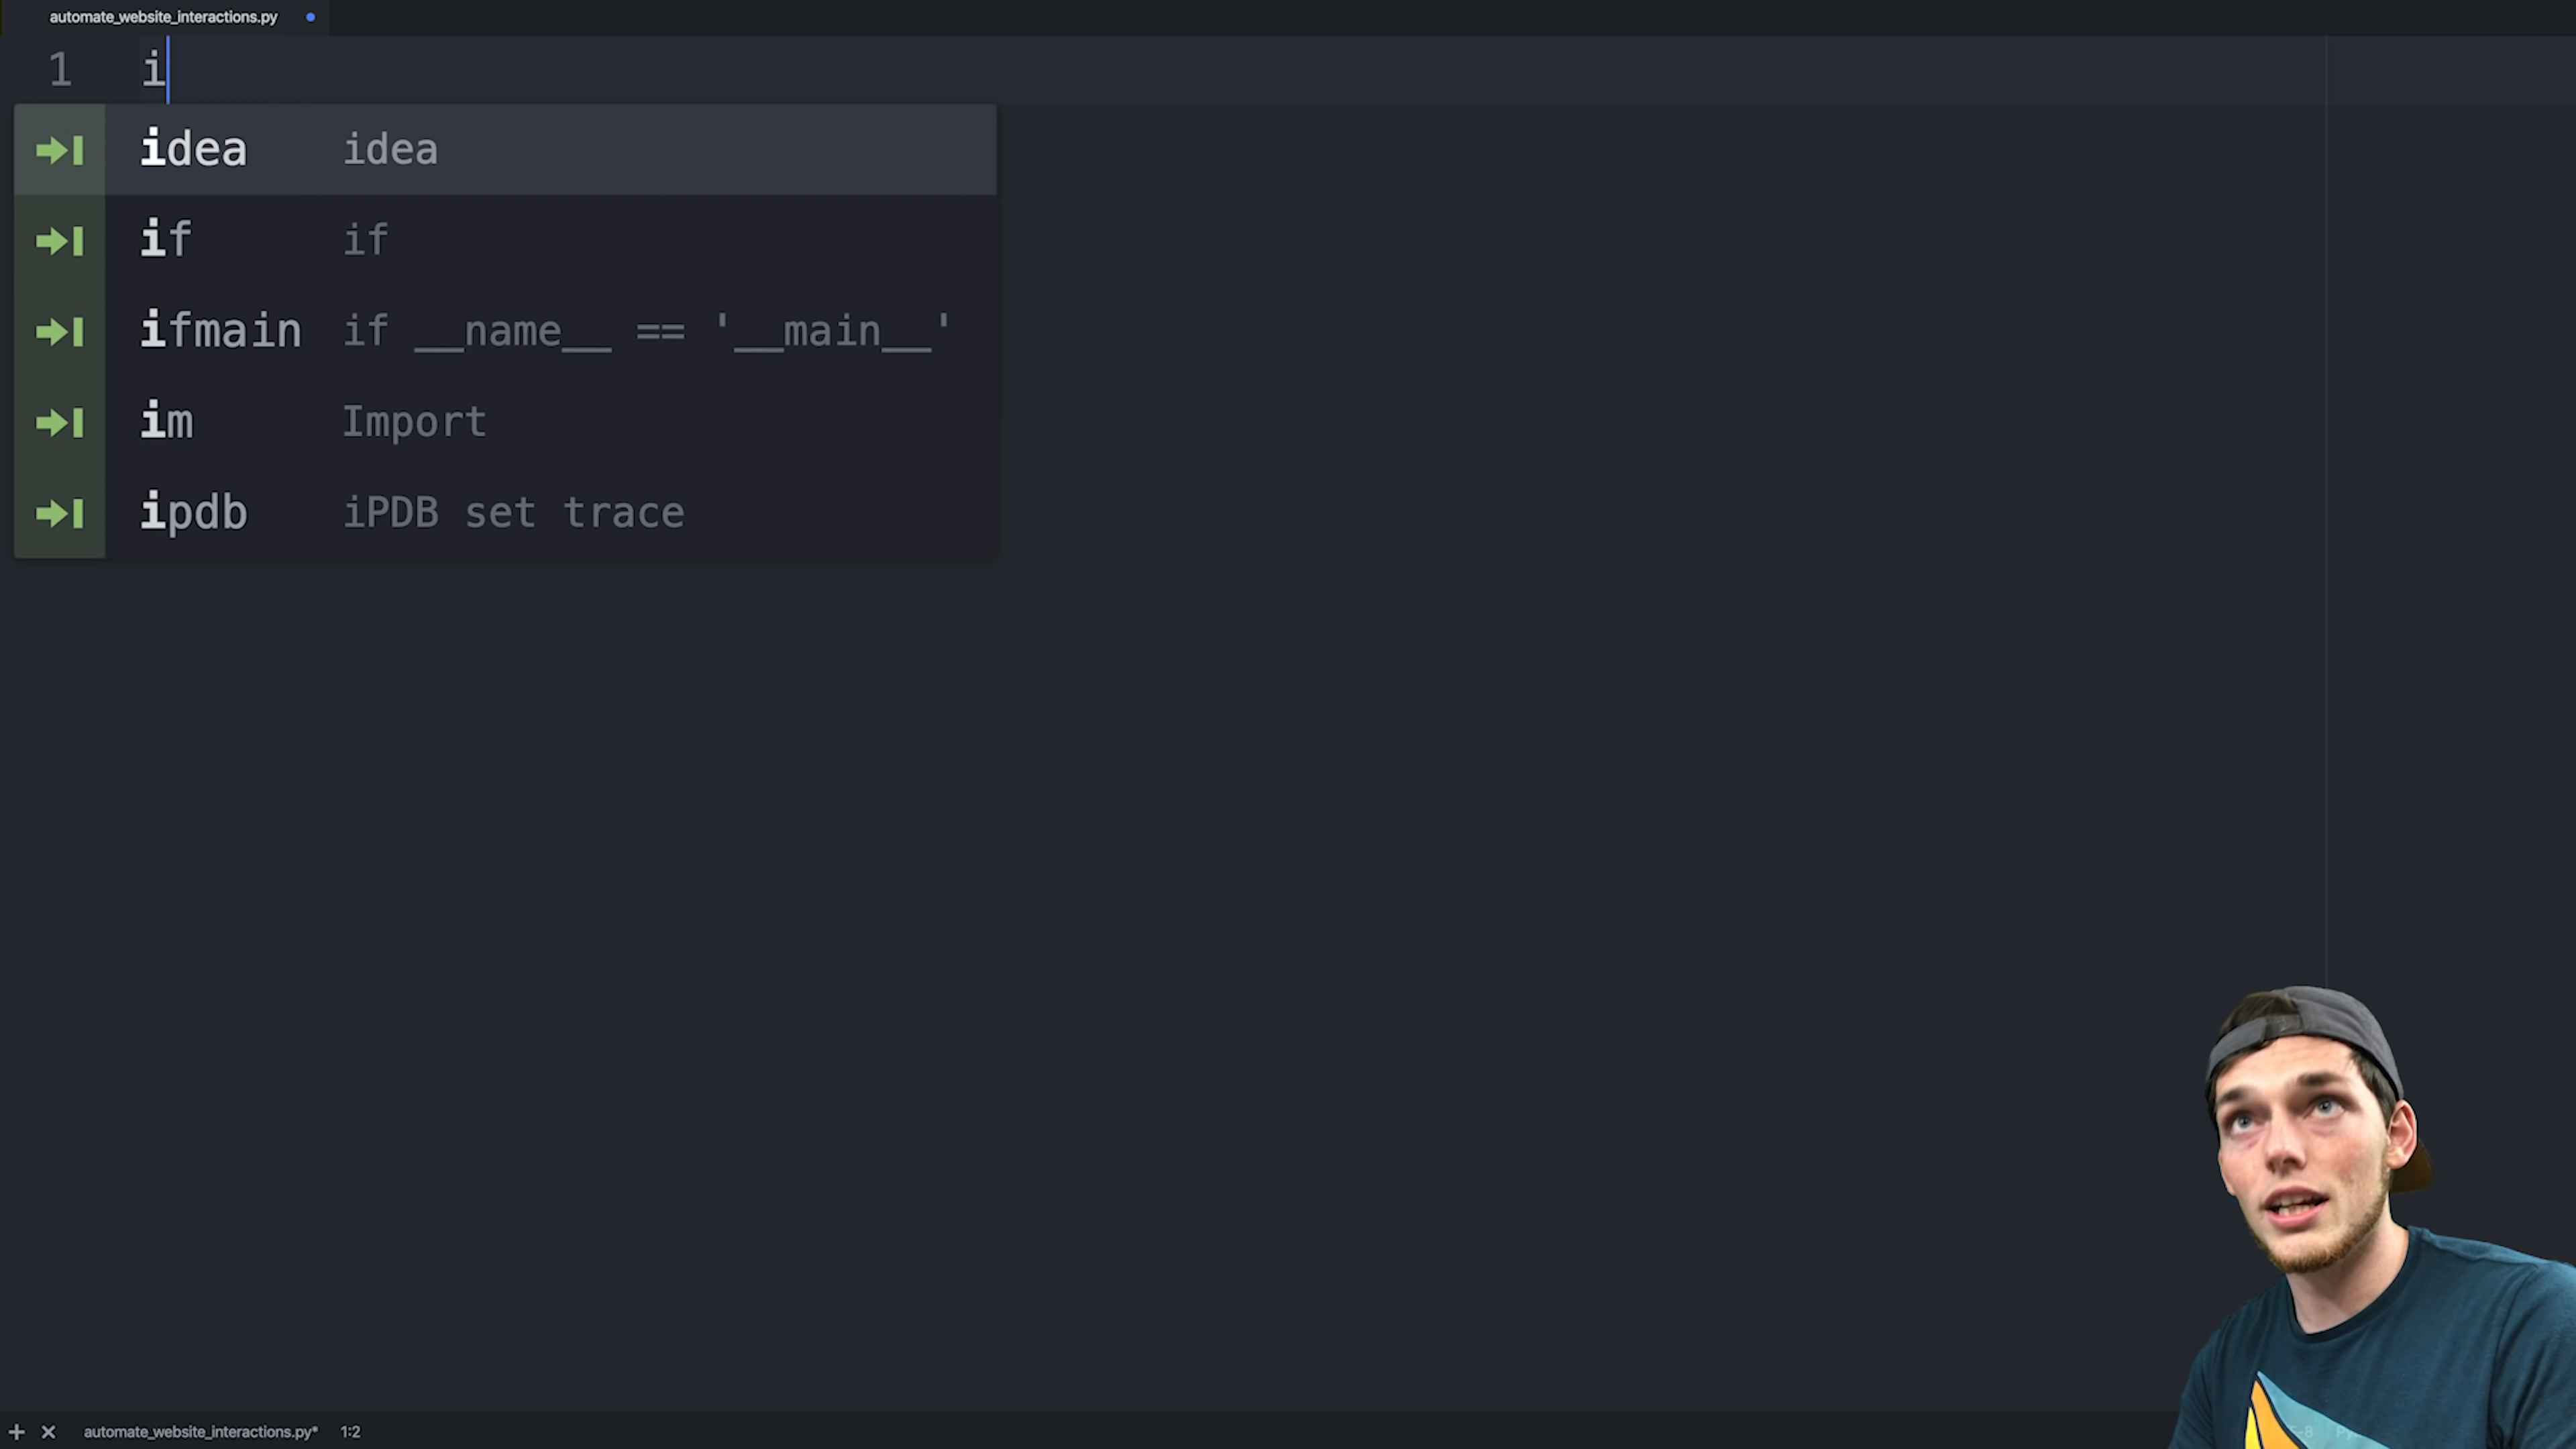 automate_website_interactions.py
1 i
idea idea
if if
ifmain if __name__ == '__main__'
im Import
ipdb iPDB set trace
automate_website_interactions.py* 1:2